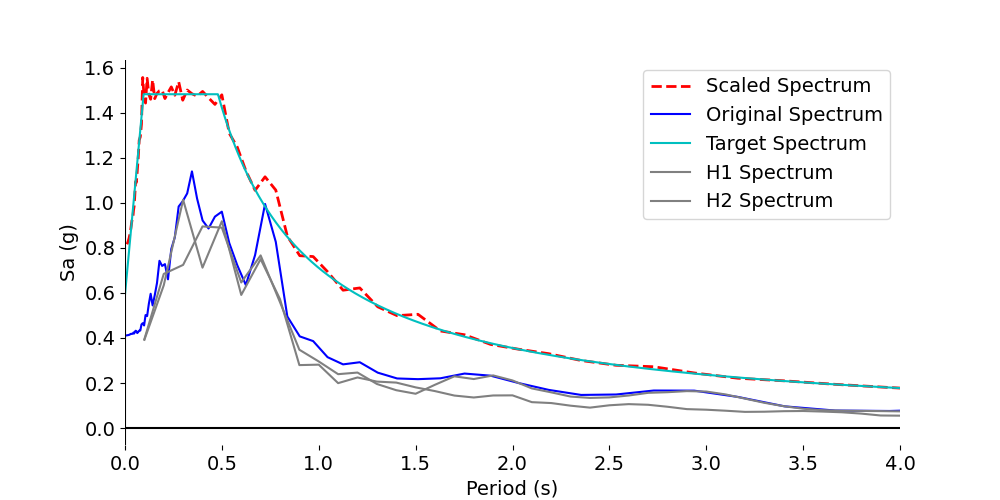 1.6
1.4
1.2
1.0
0.8
0.6
0.4
0.2
0.0
Sa (g)
Scaled Spectrum
Original Spectrum
Target Spectrum
H1 Spectrum
H2 Spectrum
0.0 0.5 1.0 1.5 2.0 2.5 3.0 3.5 4.0
Period (s)